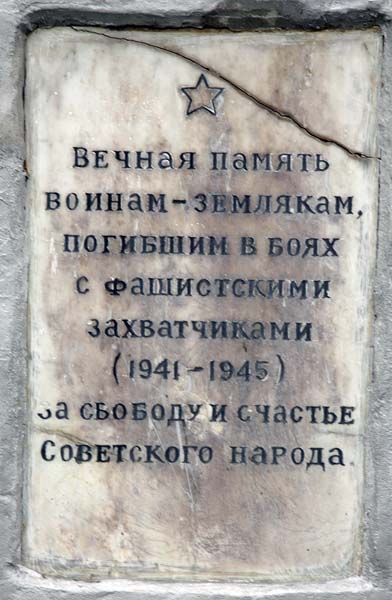 Вечная память
воинам-землякам,
погибшим в боях
с фашистскими
захватчиками
(1941-1945)
за свободу и счастье
Советского народа